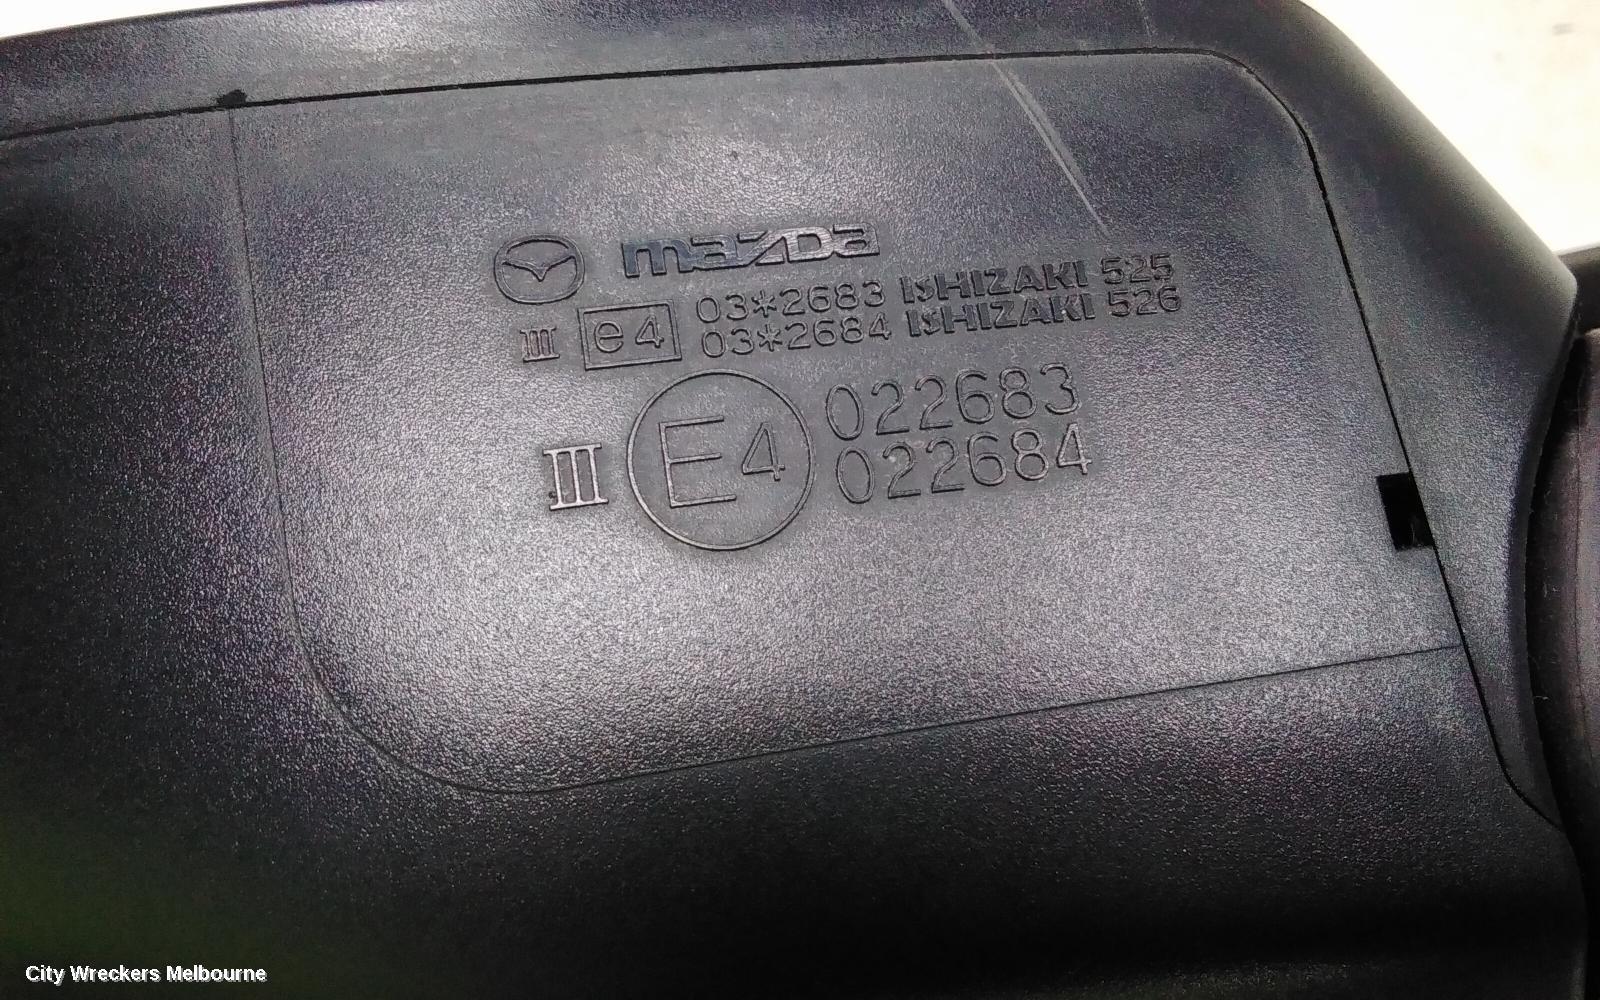 mazda
03*2683 ISHIZAKI 525
III e4 03*2684 ISHIZAKI 526
022683
III E4 022684
City Wreckers Melbourne